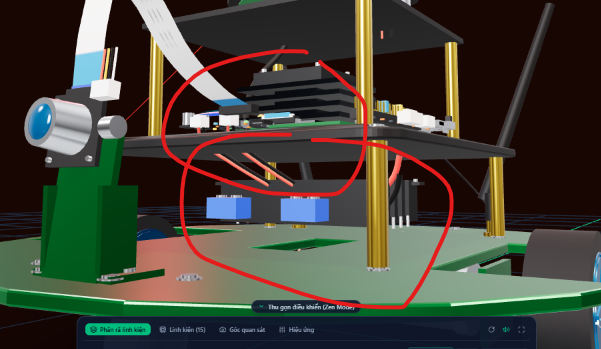 Thu gọn điều khiển (Zen Mode)
Phân rã linh kiện
Linh kiện (15)
Góc quan sát
Hiệu ứng